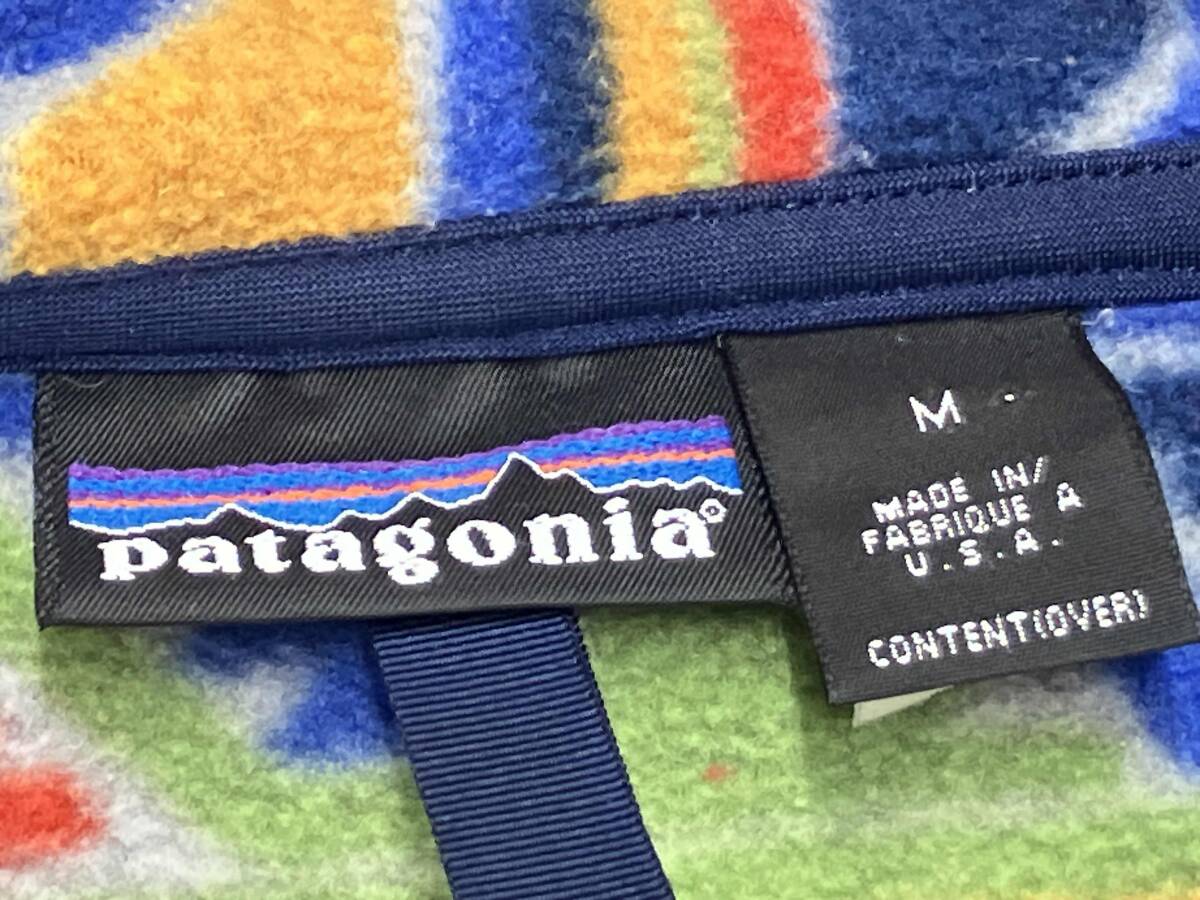 patagonia®
M
MADE IN/
FABRIQUE A
U.S.A.
CONTENT(OVER)